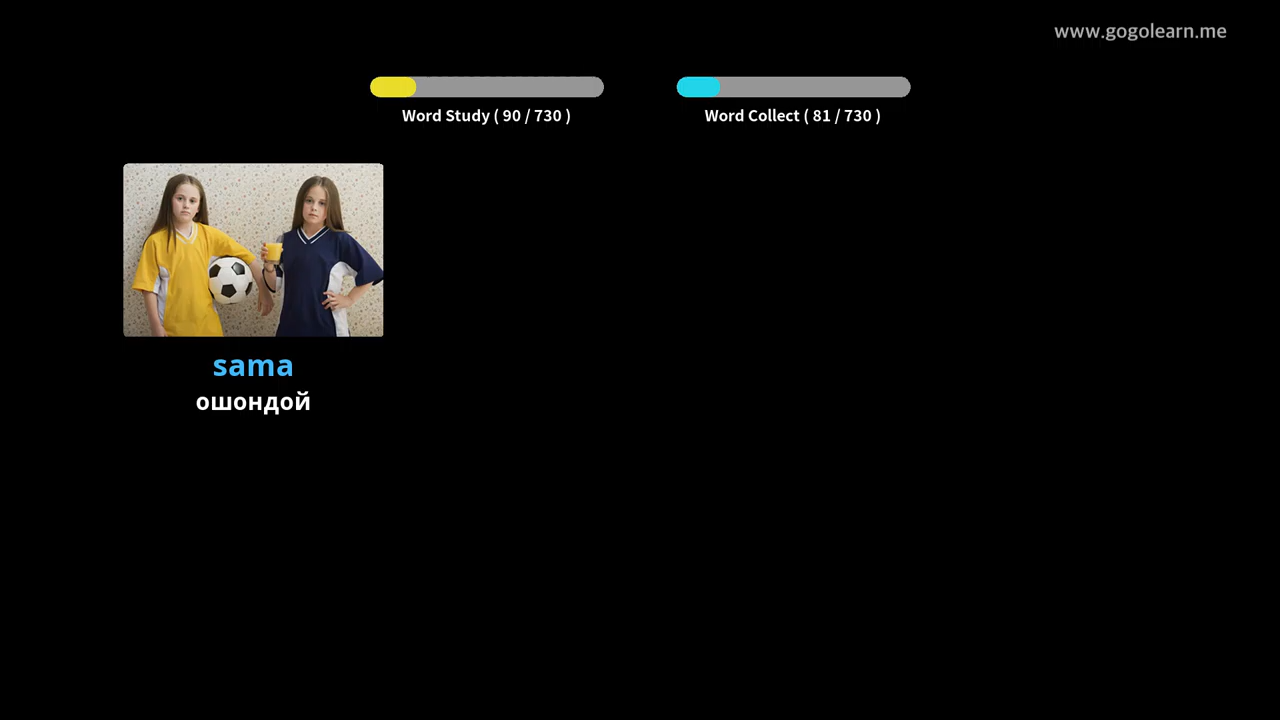 www.gogolearn.me
Word Study ( 90 / 730 )
Word Collect ( 81 / 730 )
sama
ошондой